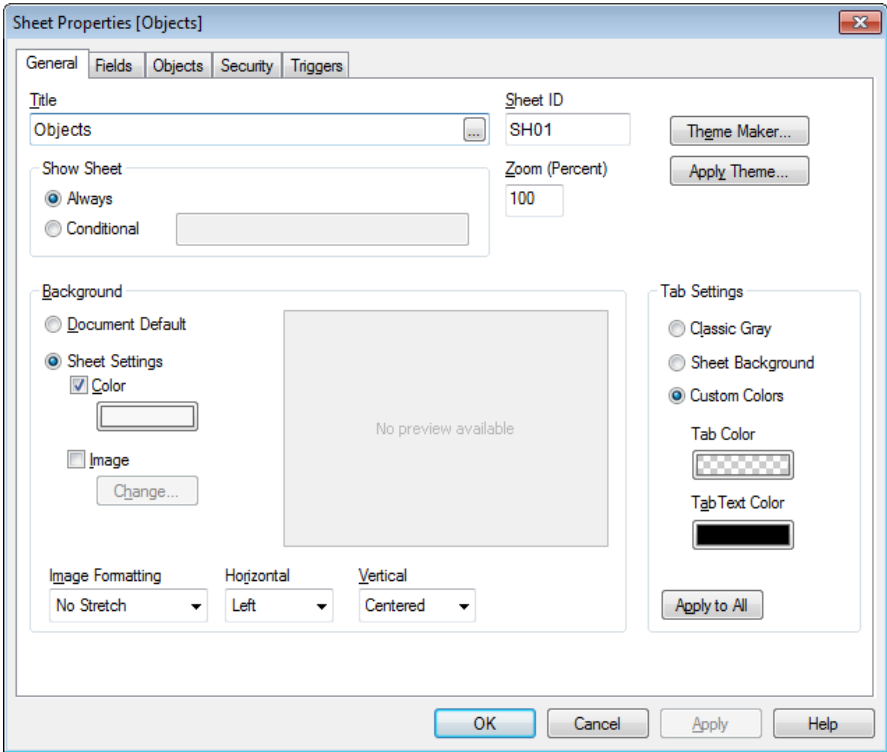 Sheet Properties [Objects]
General Fields Objects Security Triggers
Title
Objects
...
Sheet ID
SH01
Theme Maker...
Show Sheet
Always
Conditional
Zoom (Percent)
100
Apply Theme...
Background
Document Default
Sheet Settings
Color
Image
Change...
No preview available
Image Formatting
No Stretch
Horizontal
Left
Vertical
Centered
Tab Settings
Classic Gray
Sheet Background
Custom Colors
Tab Color
TabText Color
Apply to All
OK Cancel Apply Help